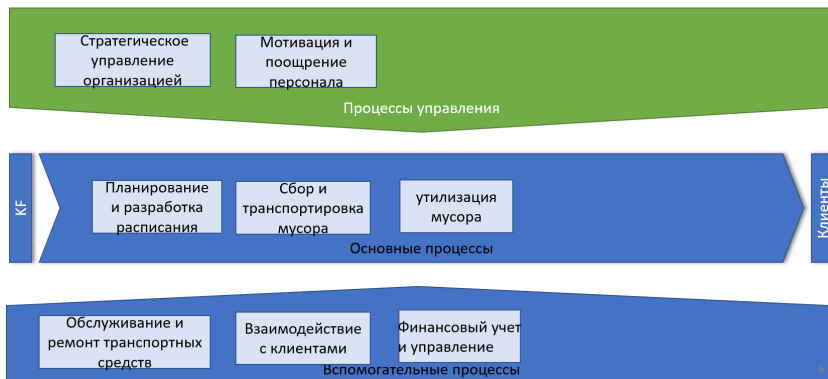 Стратегическое
управление
организацией
Мотивация и
поощрение
персонала
Процессы управления
KF
Планирование
и разработка
расписания
Сбор и
транспортировка
мусора
утилизация
мусора
Основные процессы
Клиенты
Обслуживание и
ремонт транспортных
средств
Взаимодействие
с клиентами
Финансовый учет
и управление
Вспомогательные процессы
6